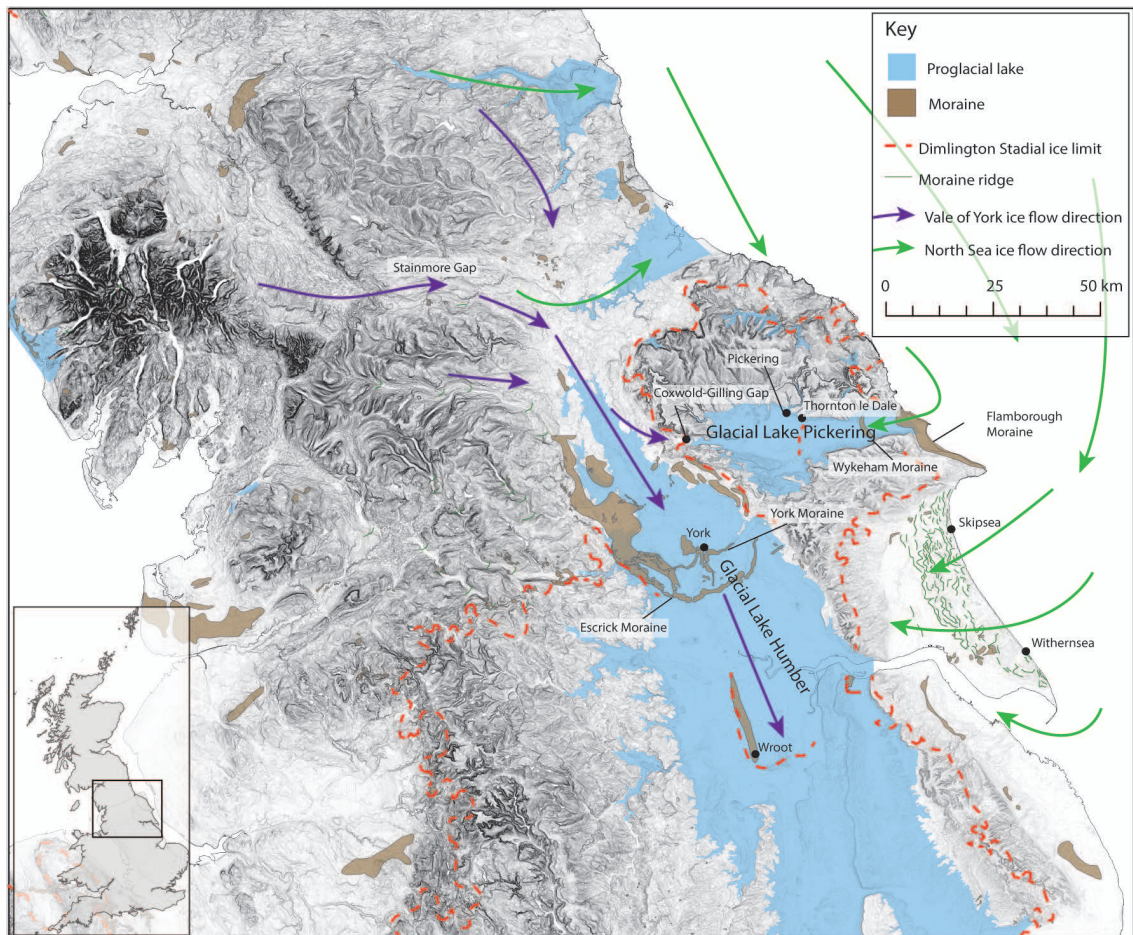 Key
Proglacial lake
Moraine
Dimlington Stadial ice limit
Moraine ridge
Vale of York ice flow direction
North Sea ice flow direction
0 25 50 km
Stainmore Gap
Pickering
Coxwold-Gilling Gap
Thornton le Dale
Glacial Lake Pickering
Flamborough
Moraine
Wykeham Moraine
York Moraine
Skipsea
York
Glacial Lake Humber
Escrick Moraine
Withernsea
Wroot